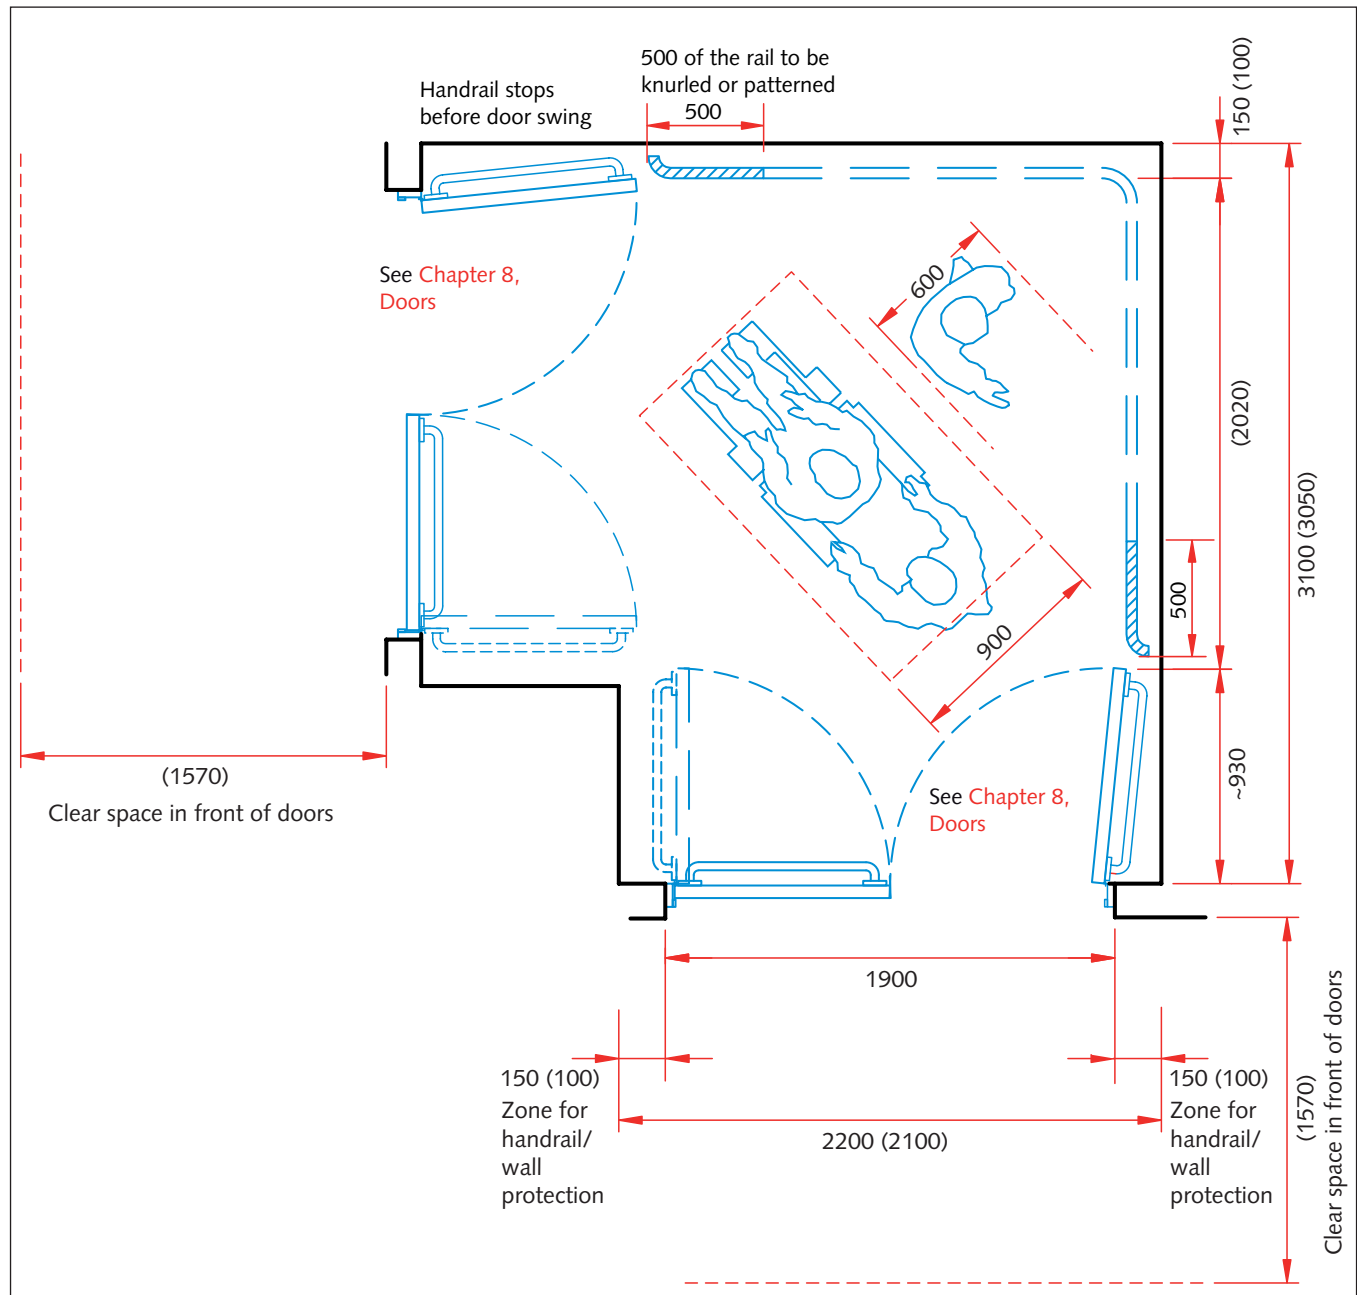 500 of the rail to be
knurled or patterned
500
150 (100)
Handrail stops
before door swing
See Chapter 8,
Doors
600
(2020)
3100 (3050)
500
900
(1570)
Clear space in front of doors
~930
See Chapter 8,
Doors
1900
150 (100)
Zone for
handrail/
wall
protection
2200 (2100)
150 (100)
Zone for
handrail/
wall
protection
(1570)
Clear space in front of doors